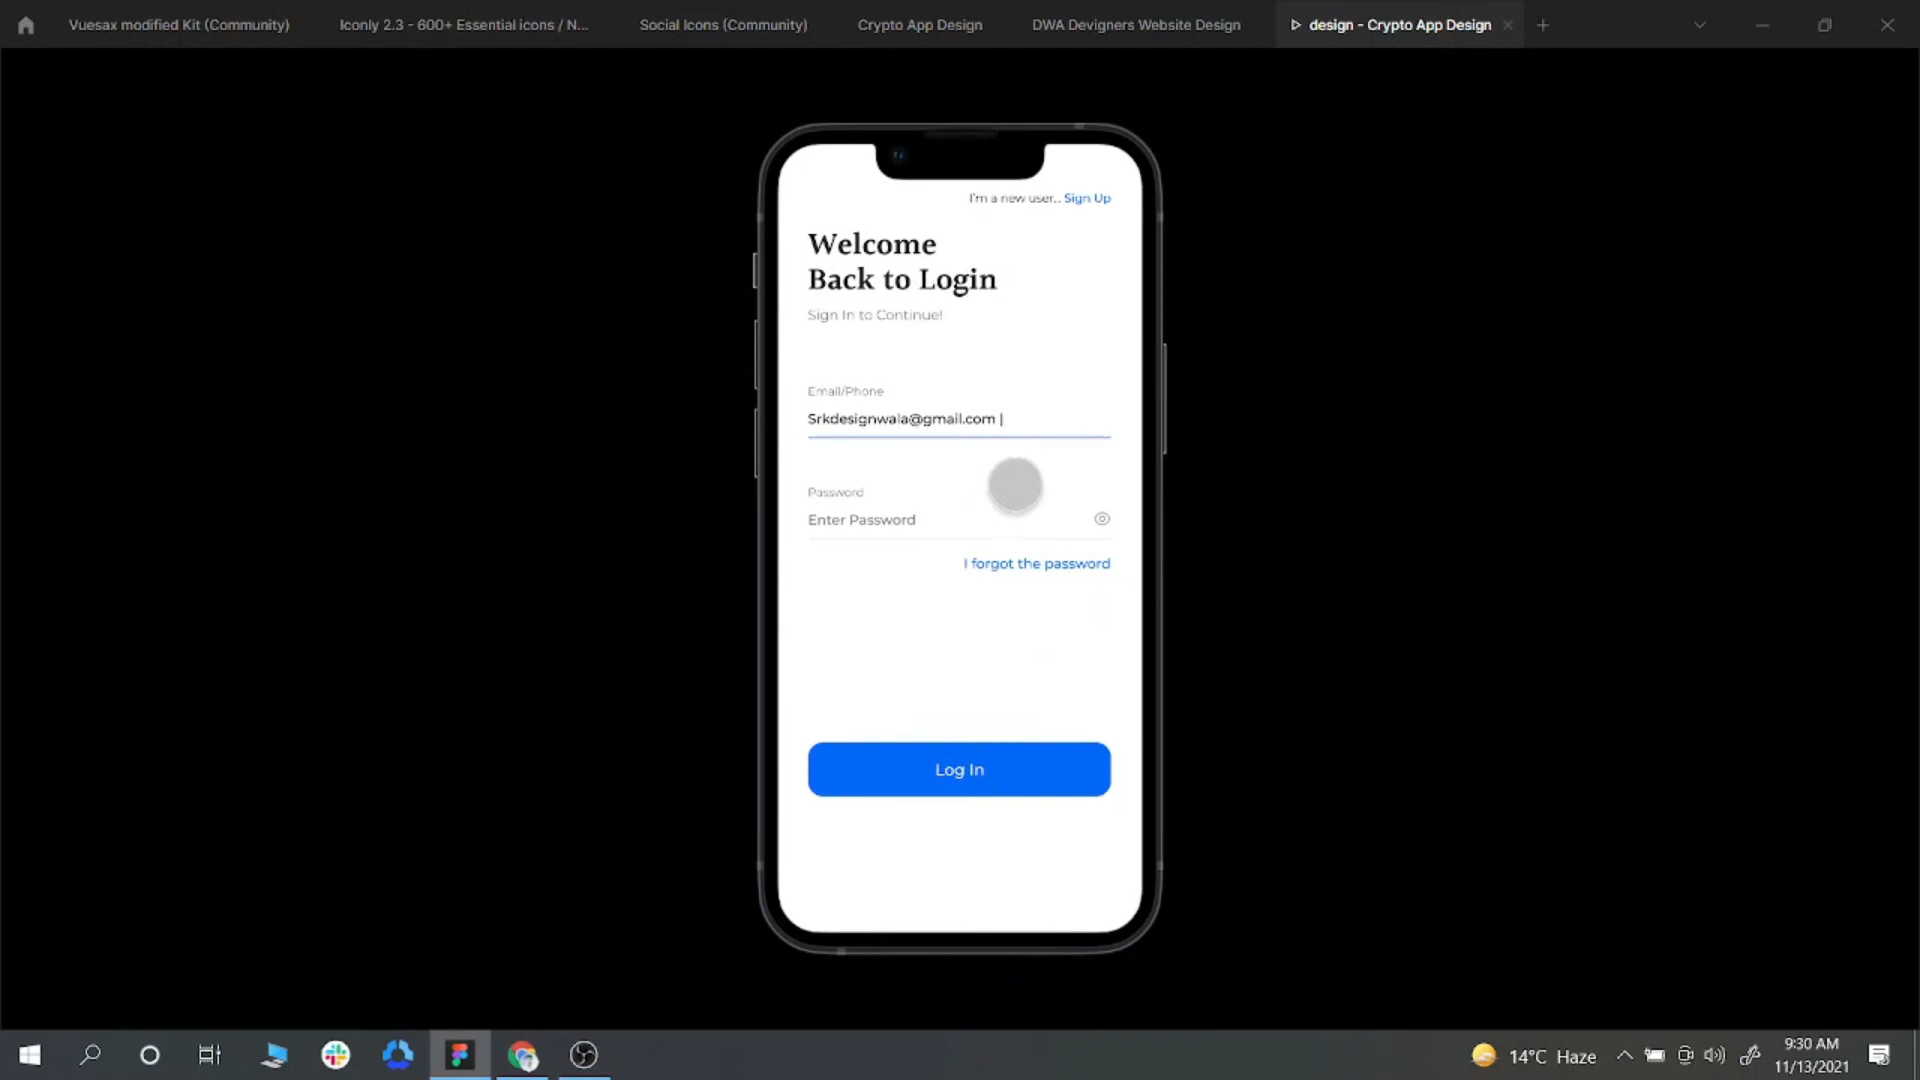 Vuesax modified Kit (Community)
Iconly 2.3 - 600+ Essential icons / N...
Social Icons (Community)
Crypto App Design
DWA Devigners Website Design
design - Crypto App Design
I'm a new user.. Sign Up
Welcome
Back to Login
Sign In to Continue!
Email/Phone
Srkdesignwala@gmail.com |
Password
Enter Password
I forgot the password
Log In
14°C Haze
9:30 AM
11/13/2021